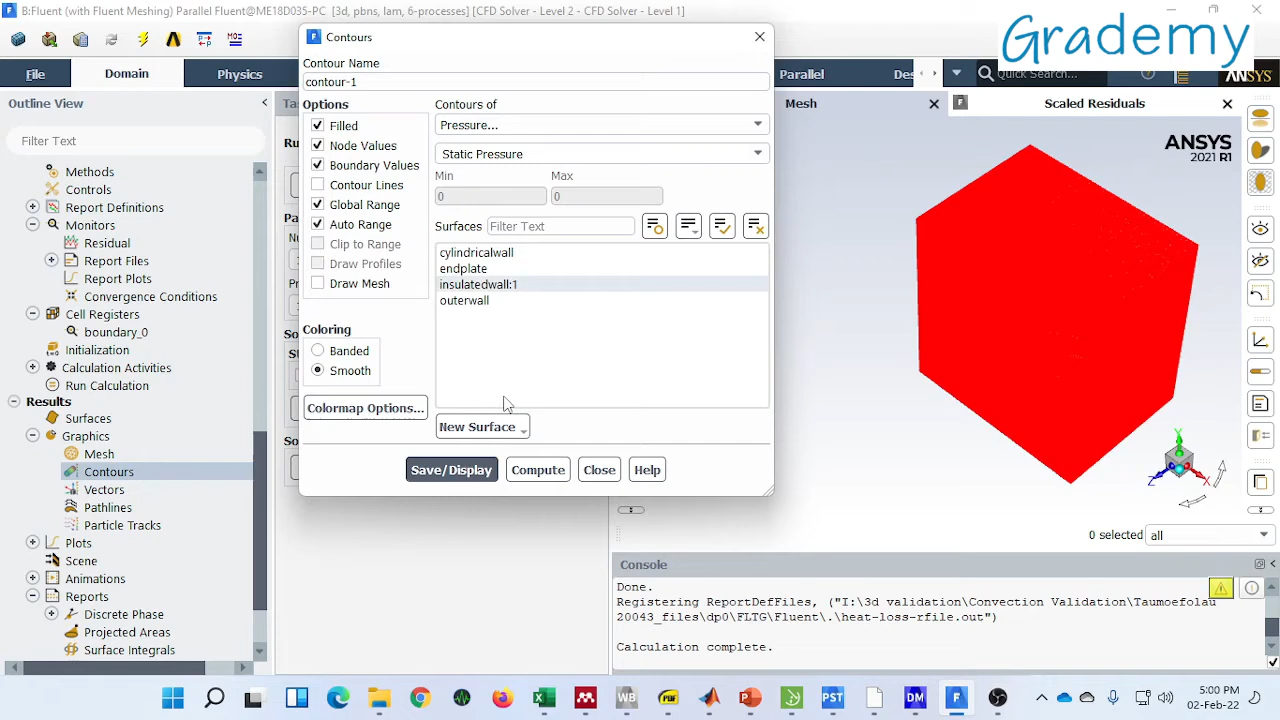 B:Fluent (with Fluent Meshing) Parallel Fluent@ME18D035-PC [3d, pbns, lam, 6-processes] [CFD Solver - Level 2 - CFD Solver - Level 1]
Grademy
File
Domain
Physics
Parallel
Quick Search...
ANSYS
Outline View
Filter Text
Methods
Controls
Report Definitions
Monitors
Residual
Report Files
Report Plots
Convergence Conditions
Cell Registers
boundary_0
Initialization
Calculation Activities
Run Calculation
Results
Surfaces
Graphics
Mesh
Contours
Vectors
Pathlines
Particle Tracks
Plots
Scene
Animations
Reports
Discrete Phase
Projected Areas
Surface Integrals
Contours
Contour Name
contour-1
Options
Filled
Node Values
Boundary Values
Contour Lines
Global Range
Auto Range
Clip to Range
Draw Profiles
Draw Mesh
Coloring
Banded
Smooth
Colormap Options...
Contours of
Pressure...
Static Pressure
Min Max
0 0
Surfaces Filter Text
cylindricalwall
endplate
insulatedwall:1
outerwall
New Surface
Save/Display Compute Close Help
Mesh
Scaled Residuals
ANSYS
2021 R1
Y
Z
X
0 selected all
Console
Done.
Registering ReportDefFiles, ("I:\3d validation\Convection Validation\Taumoefolau
20043_files\dp0\FLTG\Fluent\.\heat-loss-rfile.out")
Calculation complete.
5:00 PM
02-Feb-22